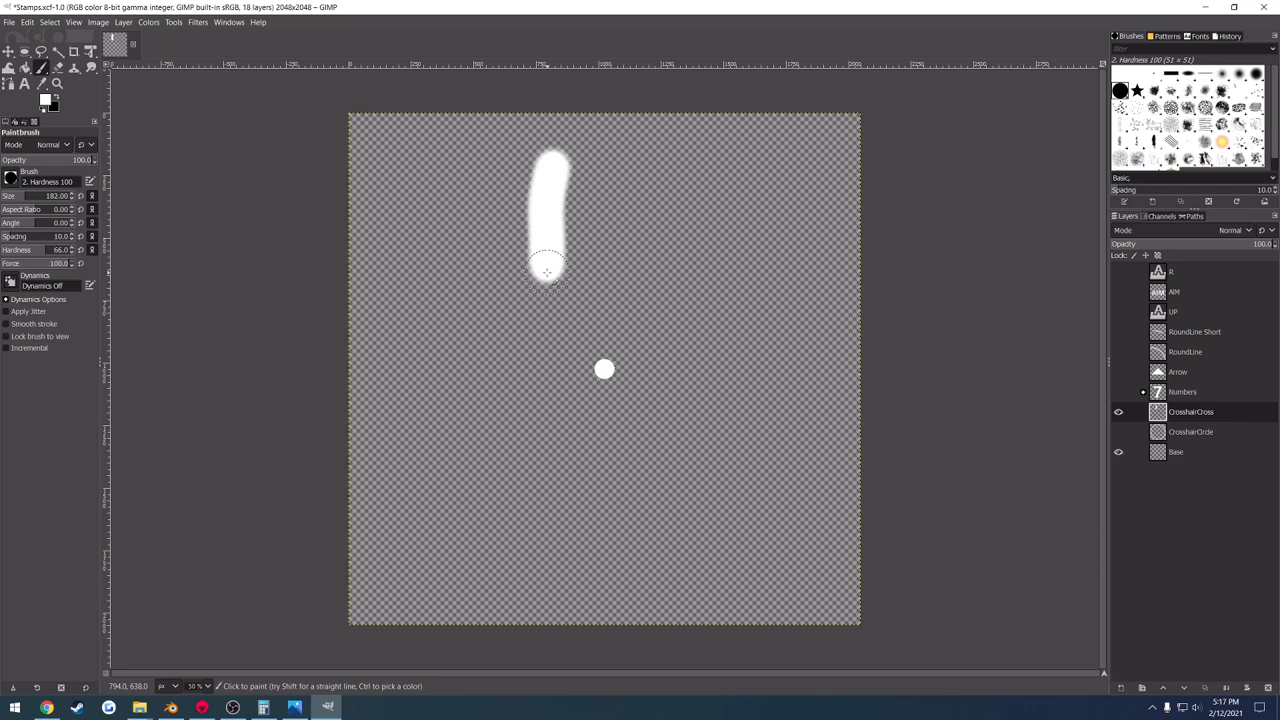 *Stamps.xcf-1.0 (RGB color 8-bit gamma integer, GIMP built-in sRGB, 18 layers) 2048x2048 – GIMP
File Edit Select View Image Layer Colors Tools Filters Windows Help
Brushes Patterns Fonts History
filter
2. Hardness 100 (51 × 51)
Paintbrush
Mode Normal
Opacity 100.0
Brush
2. Hardness 100
Size 182.00
Aspect Ratio 0.00
Angle 0.00
Spacing 10.0
Hardness 66.0
Force 100.0
Dynamics
Dynamics Off
Dynamics Options
Apply Jitter
Smooth stroke
Lock brush to view
Incremental
Basic,
Spacing 10.0
Layers Channels Paths
Mode Normal
Opacity 100.0
Lock:
R
AIM
UP
RoundLine Short
RoundLine
Arrow
Numbers
CrosshairCross
CrosshairCircle
Base
794.0, 638.0 px 50 % Click to paint (try Shift for a straight line, Ctrl to pick a color)
5:17 PM
2/12/2021